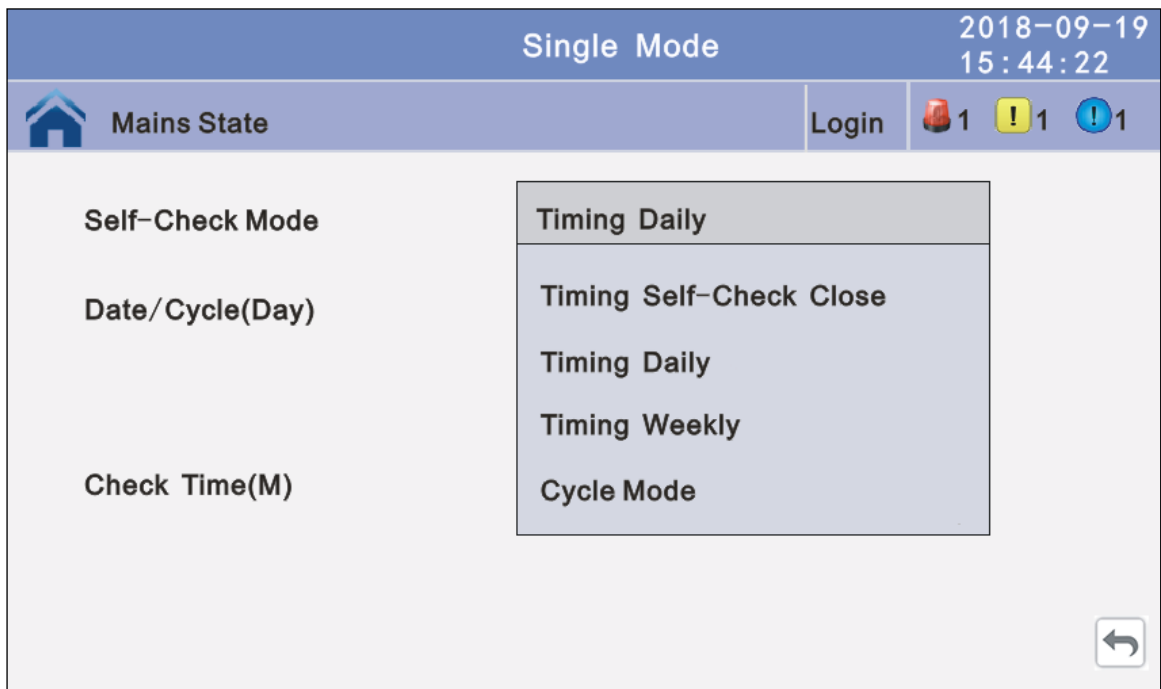 Single Mode
2018-09-19
15:44:22
Mains State
Login
1
! 1
! 1
Self-Check Mode
Timing Daily
Date/Cycle(Day)
Timing Self-Check Close
Timing Daily
Timing Weekly
Check Time(M)
Cycle Mode